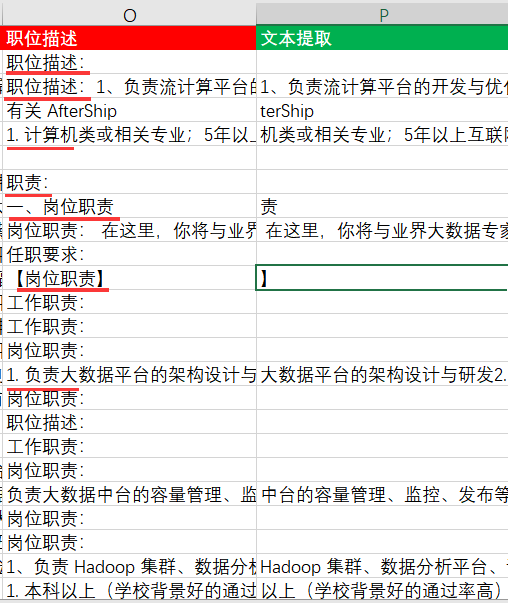 O P
职位描述 文本提取
职位描述:
职位描述: 1、负责流计算平台的 1、负责流计算平台的开发与优
有关 AfterShip terShip
1. 计算机类或相关专业；5年以 机类或相关专业；5年以上互联
职责:
一、岗位职责 责
岗位职责: 在这里，你将与业界 在这里，你将与业界大数据专
任职要求:
【岗位职责】 】
工作职责:
工作职责:
岗位职责:
1. 负责大数据平台的架构设计与 大数据平台的架构设计与研发2.
岗位职责:
职位描述:
工作职责:
岗位职责:
负责大数据中台的容量管理、监 中台的容量管理、监控、发布等
岗位职责:
岗位职责:
1、负责 Hadoop 集群、数据分析 Hadoop 集群、数据分析平台、
1. 本科以上（学校背景好的通过 以上（学校背景好的通过率高）